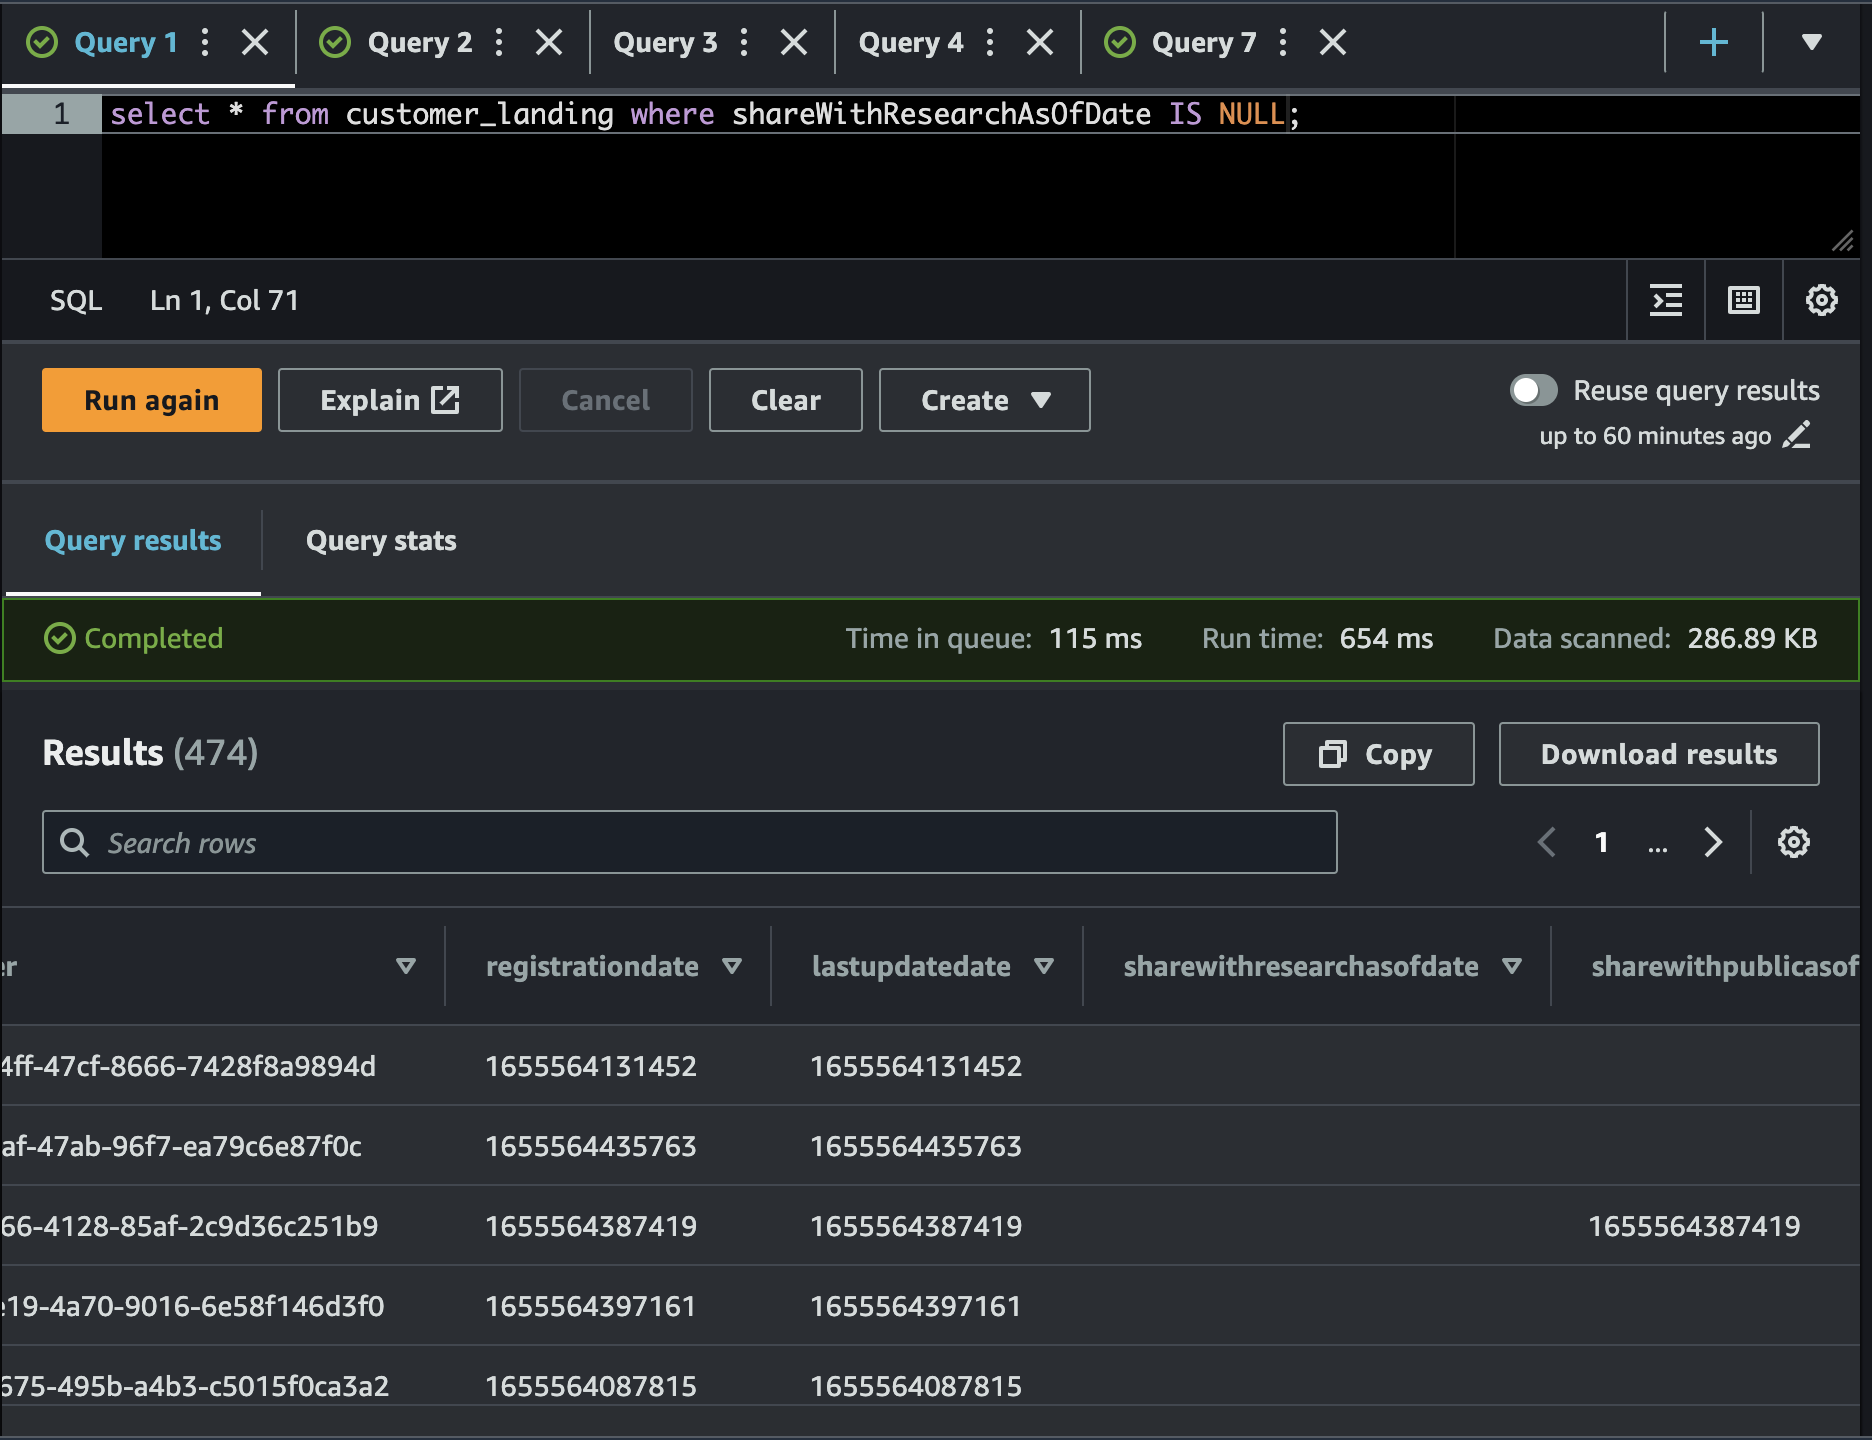 Query 1 Query 2 Query 3 Query 4 Query 7
1 select * from customer_landing where shareWithResearchAsOfDate IS NULL;
SQL Ln 1, Col 71
Run again Explain Cancel Clear Create Reuse query results
up to 60 minutes ago
Query results Query stats
Completed Time in queue: 115 ms Run time: 654 ms Data scanned: 286.89 KB
Results (474) Copy Download results
Search rows 1 ...
er registrationdate lastupdatedate sharewithresearchasofdate sharewithpublicasof
4ff-47cf-8666-7428f8a9894d 1655564131452 1655564131452
af-47ab-96f7-ea79c6e87f0c 1655564435763 1655564435763
66-4128-85af-2c9d36c251b9 1655564387419 1655564387419 1655564387419
e19-4a70-9016-6e58f146d3f0 1655564397161 1655564397161
675-495b-a4b3-c5015f0ca3a2 1655564087815 1655564087815